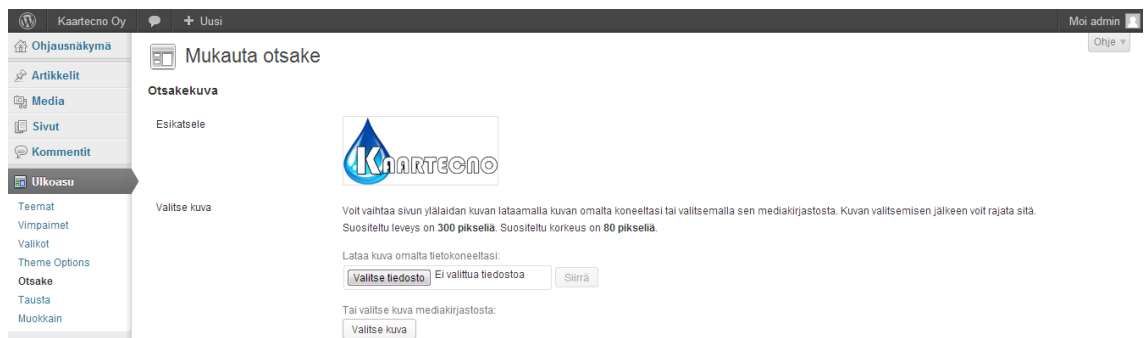 Kaartecno Oy
+ Uusi
Moi admin
Ohje
Ohjausnäkymä
Artikkelit
Media
Sivut
Kommentit
Ulkoasu
Teemat
Vimpaimet
Valikot
Theme Options
Otsake
Tausta
Muokkain
Mukauta otsake
Otsakekuva
Esikatsele
KAARTECNO
Valitse kuva
Voit vaihtaa sivun ylälaidan kuvan lataamalla kuvan omalta koneeltasi tai valitsemalla sen mediakirjastosta. Kuvan valitsemisen jälkeen voit rajata sitä.
Suositeltu leveys on 300 pikseliä. Suositeltu korkeus on 80 pikseliä.
Lataa kuva omalta tietokoneeltasi:
Valitse tiedosto Ei valittua tiedostoa Siirrä
Tai valitse kuva mediakirjastosta:
Valitse kuva